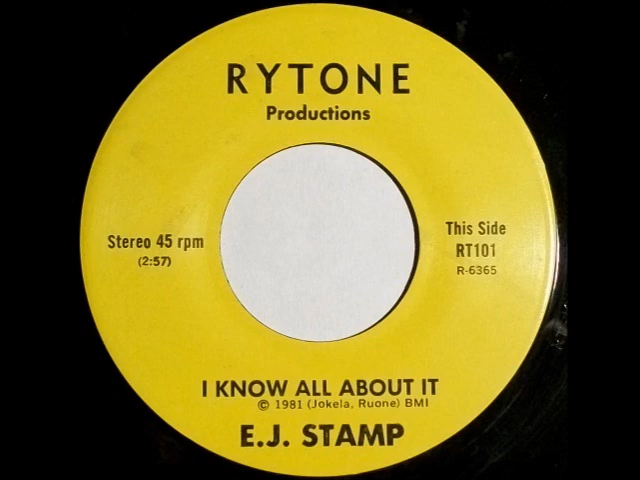 RYTONE
Productions
Stereo 45 rpm
(2:57)
This Side
RT101
R-6365
I KNOW ALL ABOUT IT
© 1981 (Jokela, Ruone) BMI
E.J. STAMP